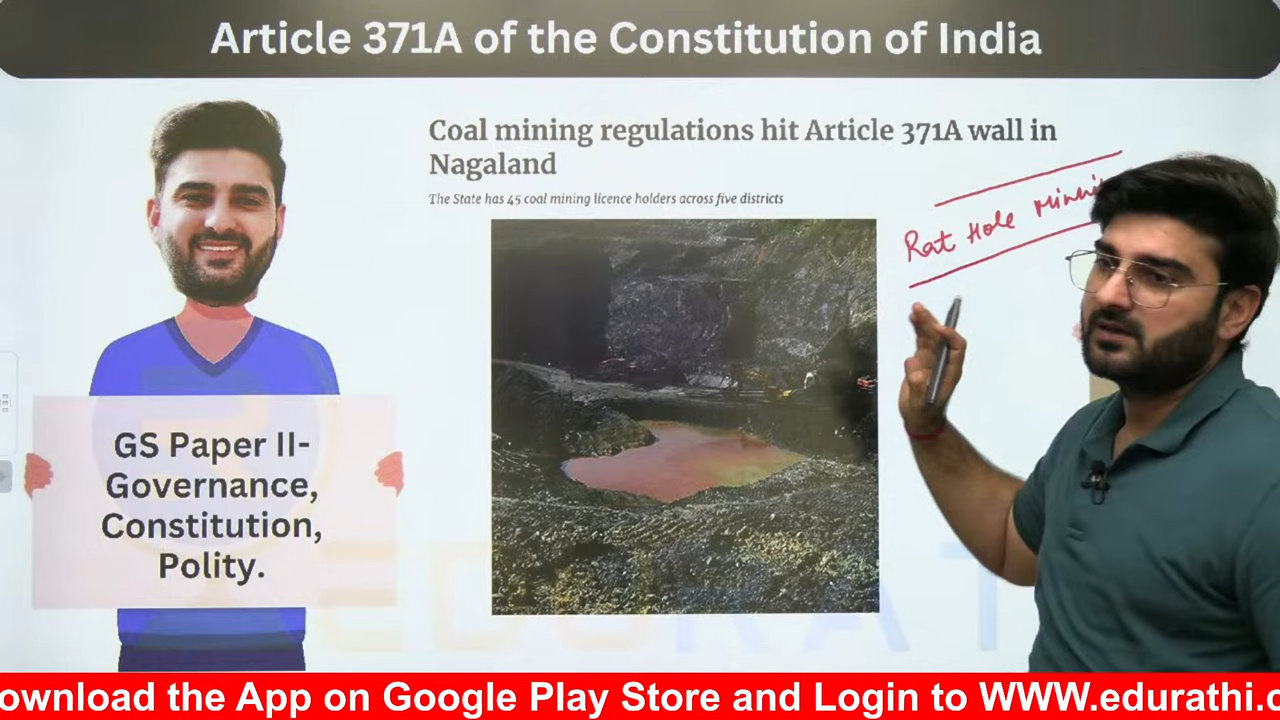 Article 371A of the Constitution of India
Coal mining regulations hit Article 371A wall in
Nagaland
The State has 45 coal mining licence holders across five districts
Rat Hole
GS Paper II-
Governance,
Constitution,
Polity.
ownload the App on Google Play Store and Login to WWW.edurathi.c